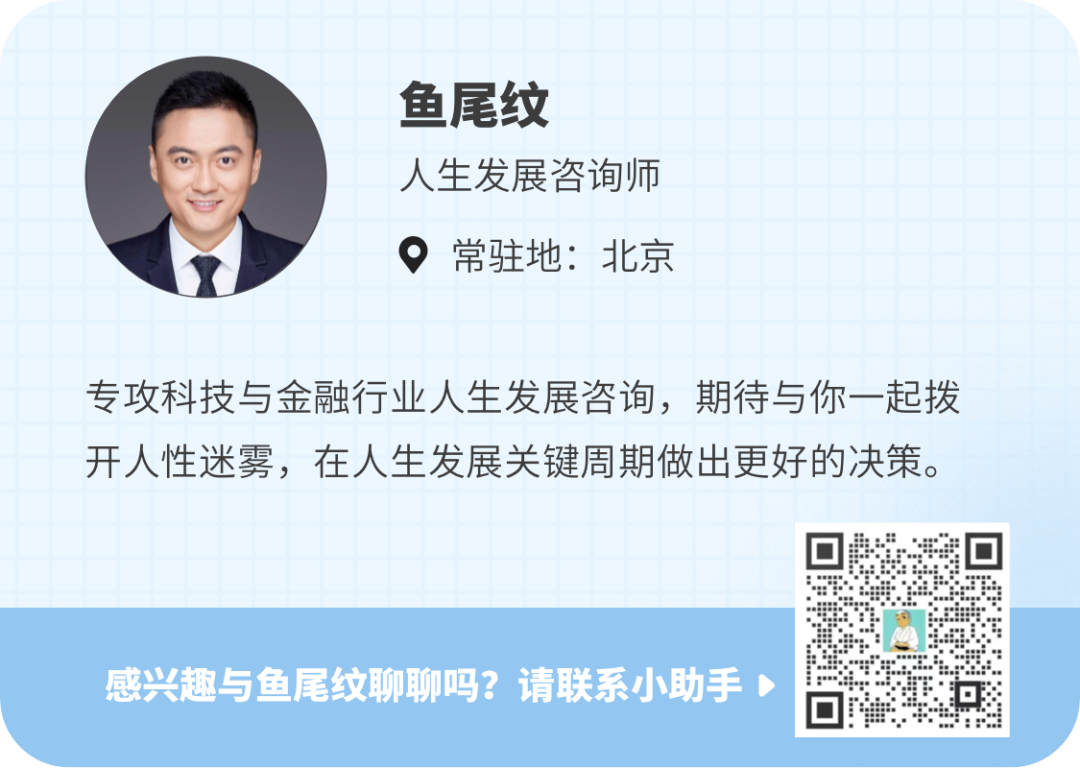 鱼尾纹
人生发展咨询师
常驻地：北京
专攻科技与金融行业人生发展咨询，期待与你一起拨
开人性迷雾，在人生发展关键周期做出更好的决策。
感兴趣与鱼尾纹聊聊吗？请联系小助手